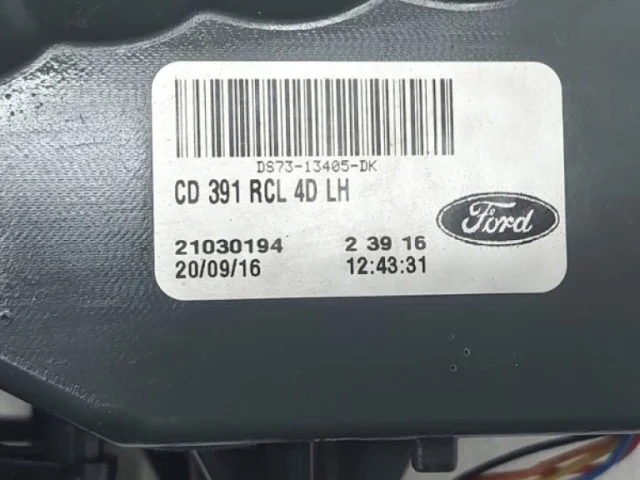 DS73-13405-DK
CD 391 RCL 4D LH
Ford
21030194 2 39 16
20/09/16 12:43:31